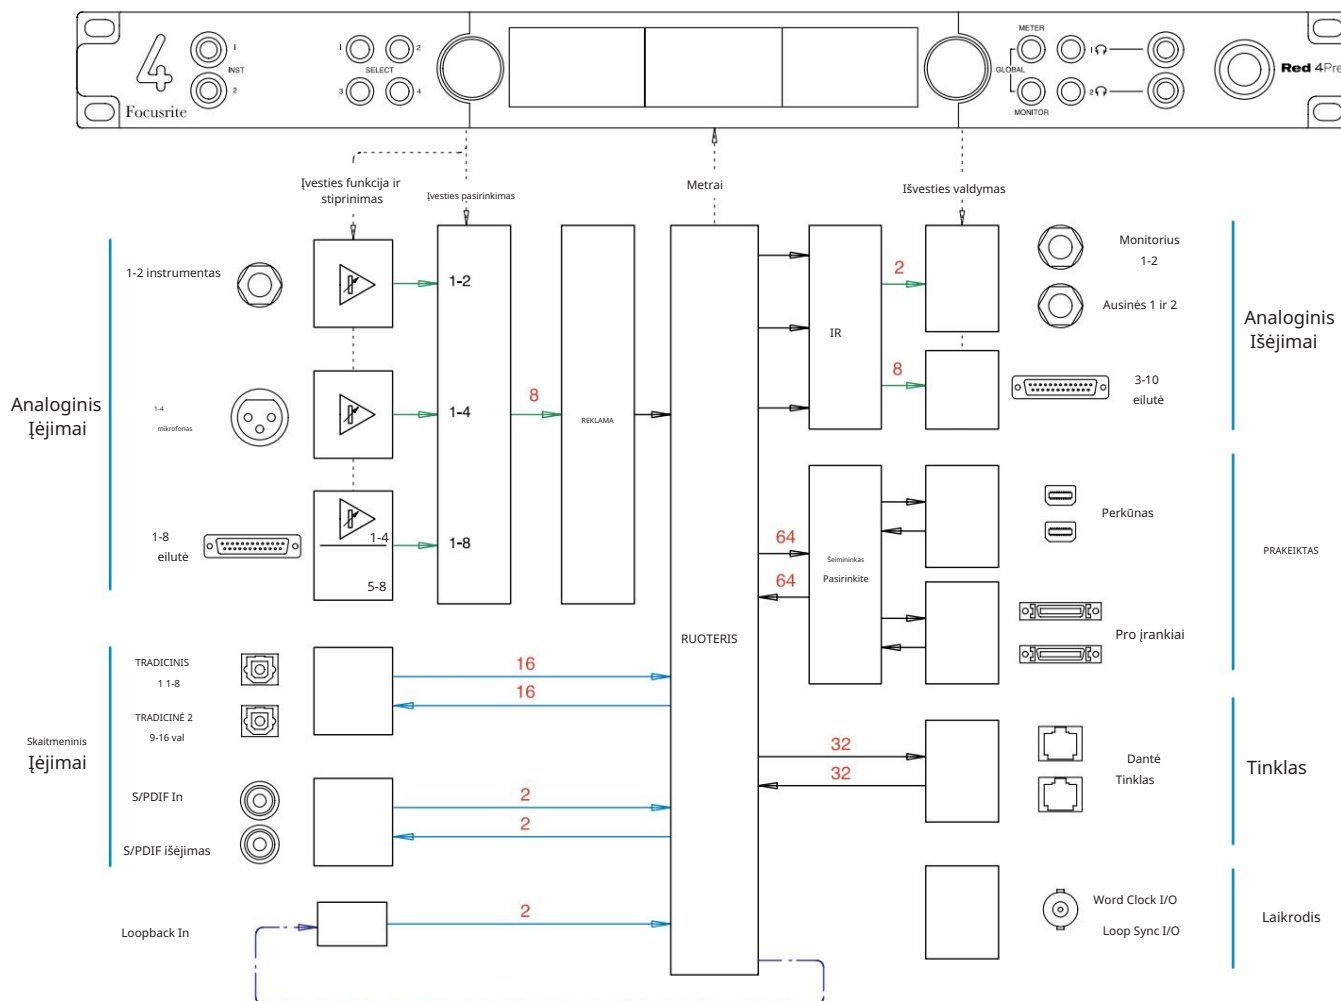 4
Focusrite
1
INST
2
1
2
SELECT
3
4
METER
GLOBAL
MONITOR
1
2
Red 4Pre
Įvesties funkcija ir
stiprinimas
Įvesties pasirinkimas
Metrai
Išvesties valdymas
Analoginis
Įėjimai
1-2 instrumentas
1-4
mikrofonas
1-8
eilutė
1-4
5-8
1-2
1-4
1-8
8
REKLAMA
RUOTERIS
IR
2
8
Monitorius
1-2
Ausinės 1 ir 2
3-10
eilutė
Analoginis
Išėjimai
64
64
Šeimininkas
Pasirinkite
Perkūnas
Pro įrankiai
PRAKEIKTAS
Skaitmeninis
Įėjimai
TRADICINIS
1 1-8
TRADICINĖ 2
9-16 val
16
16
S/PDIF In
S/PDIF išėjimas
2
2
Loopback In
2
32
32
Dantė
Tinklas
Tinklas
Word Clock I/O
Loop Sync I/O
Laikrodis